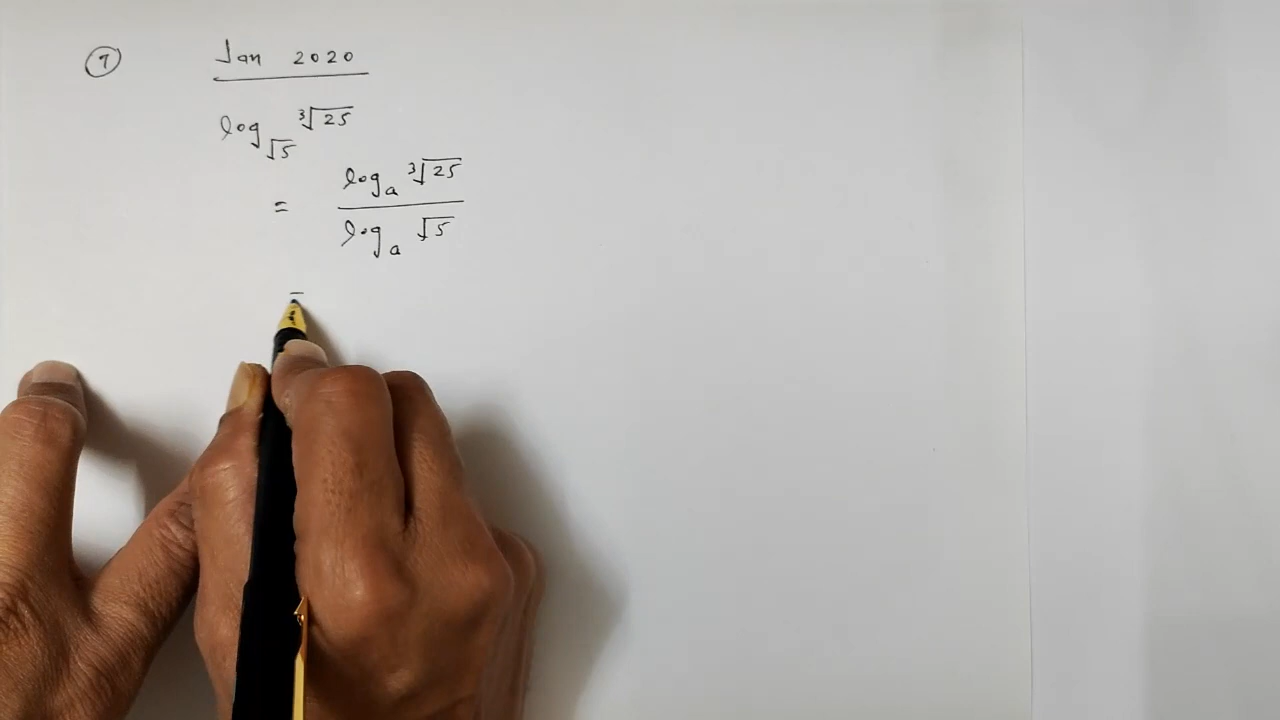 ⑦ Jan 2020
log_√5 ∛25
= log_a ∛25 / log_a √5